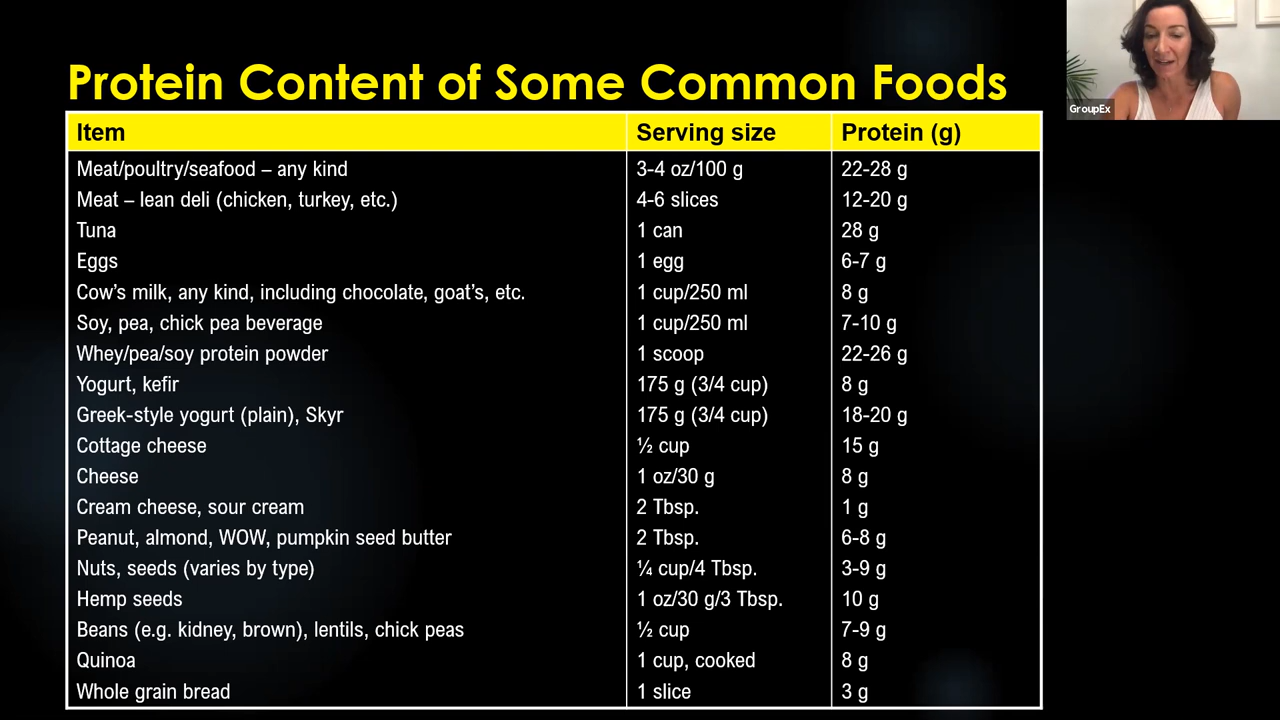 Protein Content of Some Common Foods
GroupEx
Item Serving size Protein (g)
Meat/poultry/seafood – any kind 3-4 oz/100 g 22-28 g
Meat – lean deli (chicken, turkey, etc.) 4-6 slices 12-20 g
Tuna 1 can 28 g
Eggs 1 egg 6-7 g
Cow's milk, any kind, including chocolate, goat's, etc. 1 cup/250 ml 8 g
Soy, pea, chick pea beverage 1 cup/250 ml 7-10 g
Whey/pea/soy protein powder 1 scoop 22-26 g
Yogurt, kefir 175 g (3/4 cup) 8 g
Greek-style yogurt (plain), Skyr 175 g (3/4 cup) 18-20 g
Cottage cheese ½ cup 15 g
Cheese 1 oz/30 g 8 g
Cream cheese, sour cream 2 Tbsp. 1 g
Peanut, almond, WOW, pumpkin seed butter 2 Tbsp. 6-8 g
Nuts, seeds (varies by type) ¼ cup/4 Tbsp. 3-9 g
Hemp seeds 1 oz/30 g/3 Tbsp. 10 g
Beans (e.g. kidney, brown), lentils, chick peas ½ cup 7-9 g
Quinoa 1 cup, cooked 8 g
Whole grain bread 1 slice 3 g